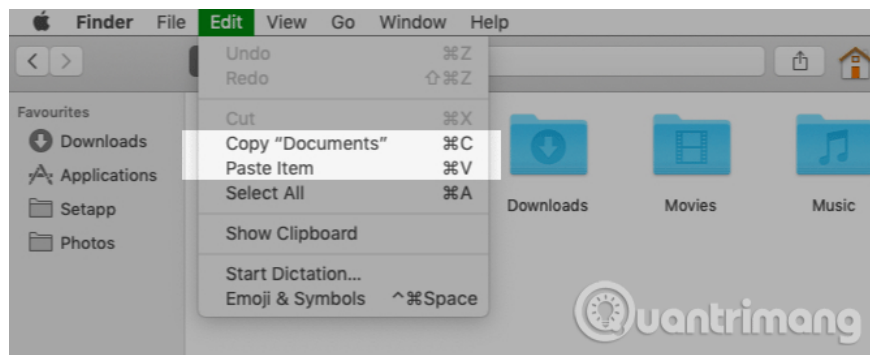 Finder File Edit View Go Window Help
Undo ⌘Z
Redo ⇧⌘Z
Cut ⌘X
Copy “Documents” ⌘C
Paste Item ⌘V
Select All ⌘A
Show Clipboard
Start Dictation...
Emoji & Symbols ^⌘Space
Favourites
Downloads
Applications
Setapp
Photos
Downloads Movies Music
Quantrimang